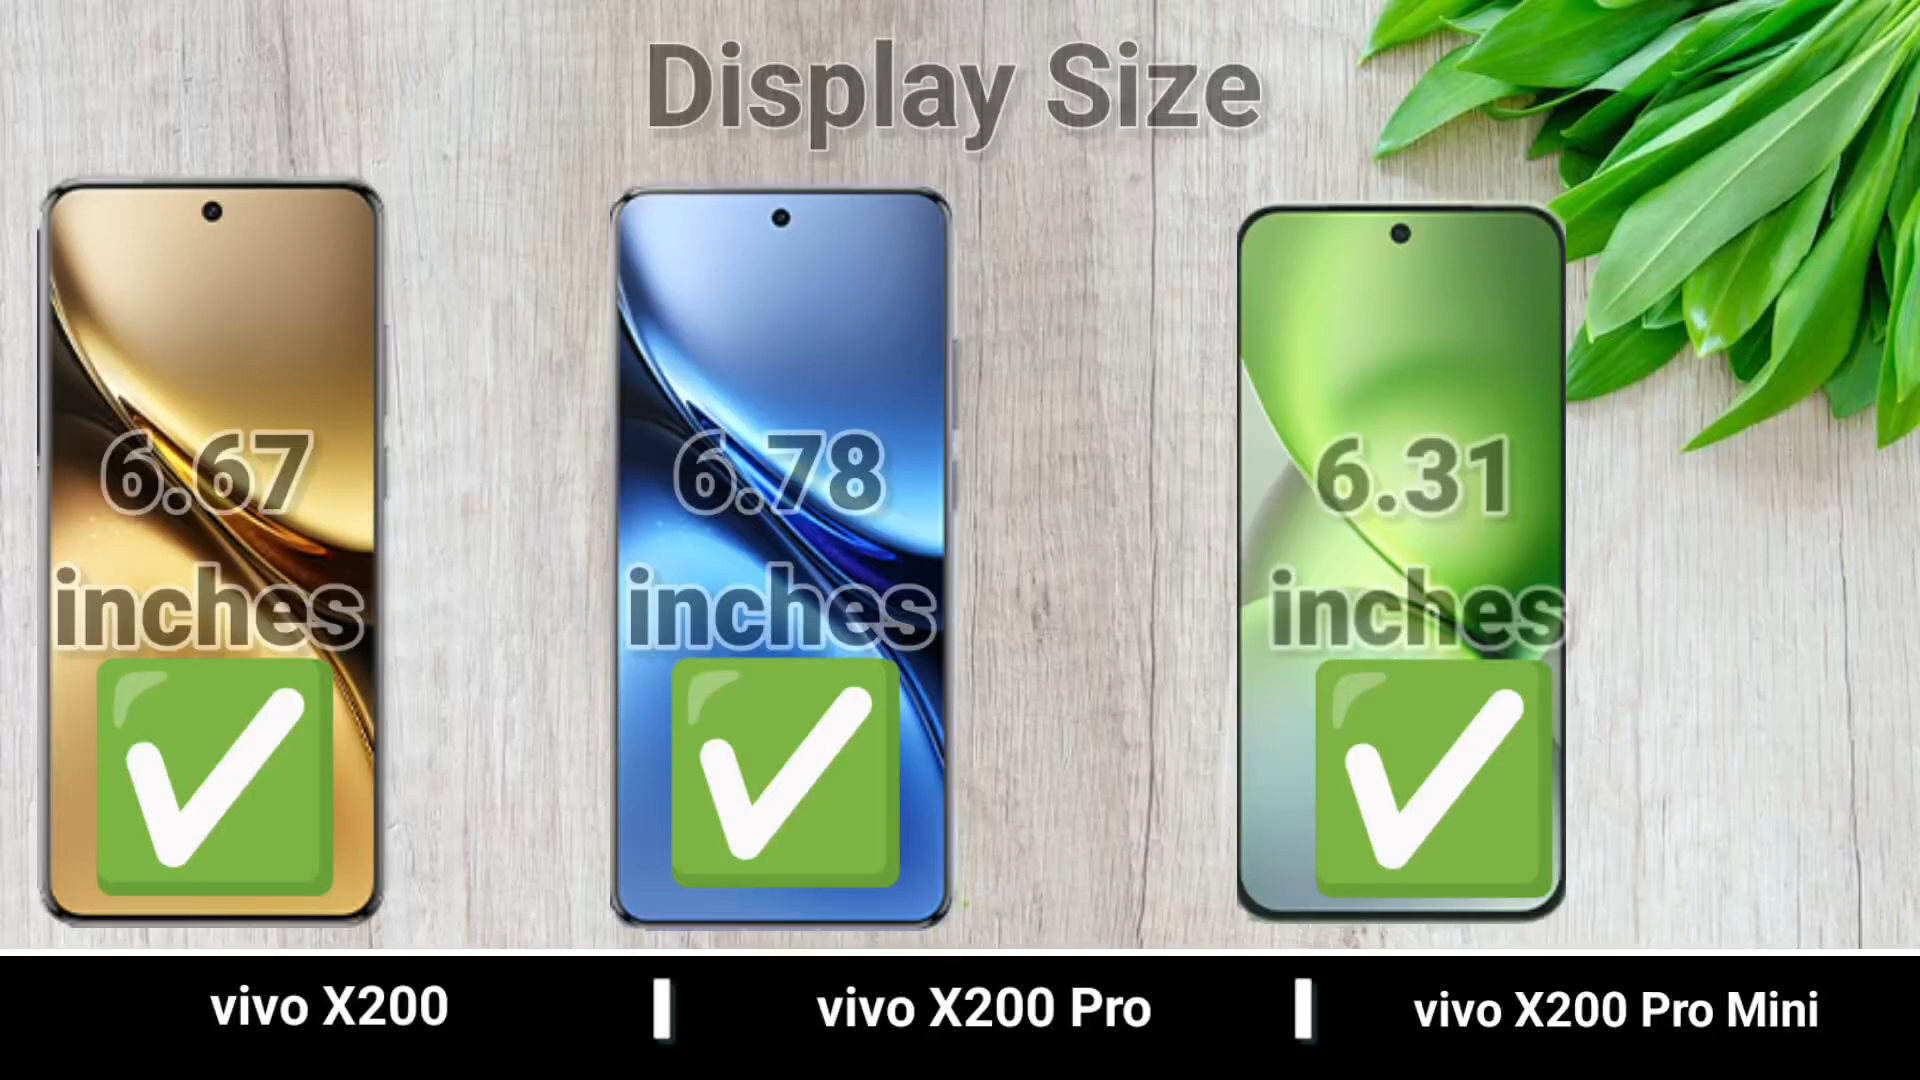 Display Size
6.67
inches
6.78
inches
6.31
inches
vivo X200
vivo X200 Pro
vivo X200 Pro Mini